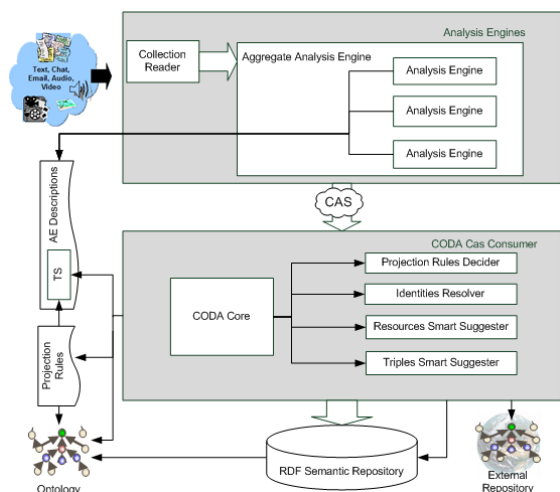 Analysis Engines
Text, Chat,
Email, Audio,
Video
Collection
Reader
Aggregate Analysis Engine
Analysis Engine
Analysis Engine
Analysis Engine
AE Descriptions
TS
CAS
CODA Cas Consumer
CODA Core
Projection Rules Decider
Identities Resolver
Resources Smart Suggester
Triples Smart Suggester
Projection
Rules
Ontology
RDF Semantic Repository
External
Repository